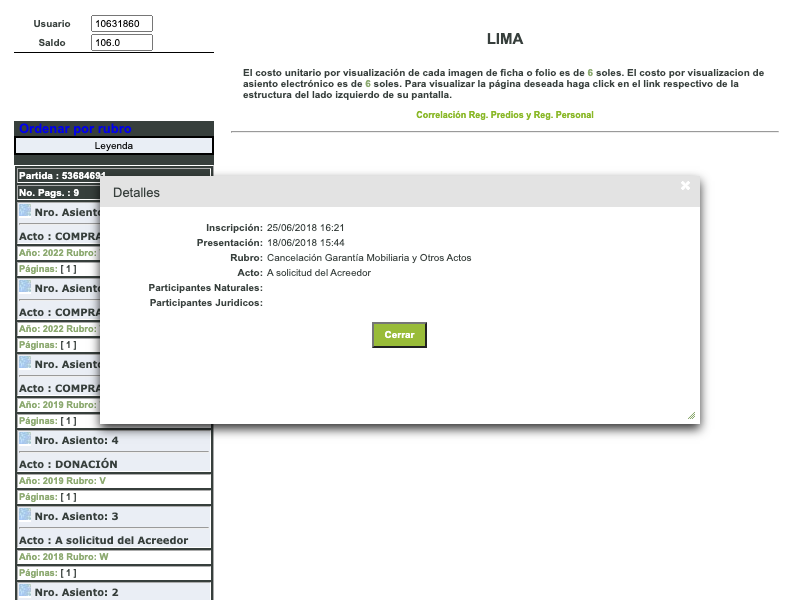 Usuario 10631860
Saldo 106.0
LIMA
El costo unitario por visualización de cada imagen de ficha o folio es de 6 soles. El costo por visualizacion de
asiento electrónico es de 6 soles. Para visualizar la página deseada haga click en el link respectivo de la
estructura del lado izquierdo de su pantalla.
Correlación Reg. Predios y Reg. Personal
Ordenar por rubro
Leyenda
Partida : 53684691
No. Pags. : 9
Nro. Asiento
Acto : COMPRA
Año: 2022 Rubro:
Páginas: [ 1 ]
Nro. Asiento
Acto : COMPRA
Año: 2022 Rubro:
Páginas: [ 1 ]
Nro. Asiento
Acto : COMPRA
Año: 2019 Rubro:
Páginas: [ 1 ]
Nro. Asiento: 4
Acto : DONACIÓN
Año: 2019 Rubro: V
Páginas: [ 1 ]
Nro. Asiento: 3
Acto : A solicitud del Acreedor
Año: 2018 Rubro: W
Páginas: [ 1 ]
Nro. Asiento: 2
Detalles
Inscripción: 25/06/2018 16:21
Presentación: 18/06/2018 15:44
Rubro: Cancelación Garantía Mobiliaria y Otros Actos
Acto: A solicitud del Acreedor
Participantes Naturales:
Participantes Juridicos:
Cerrar